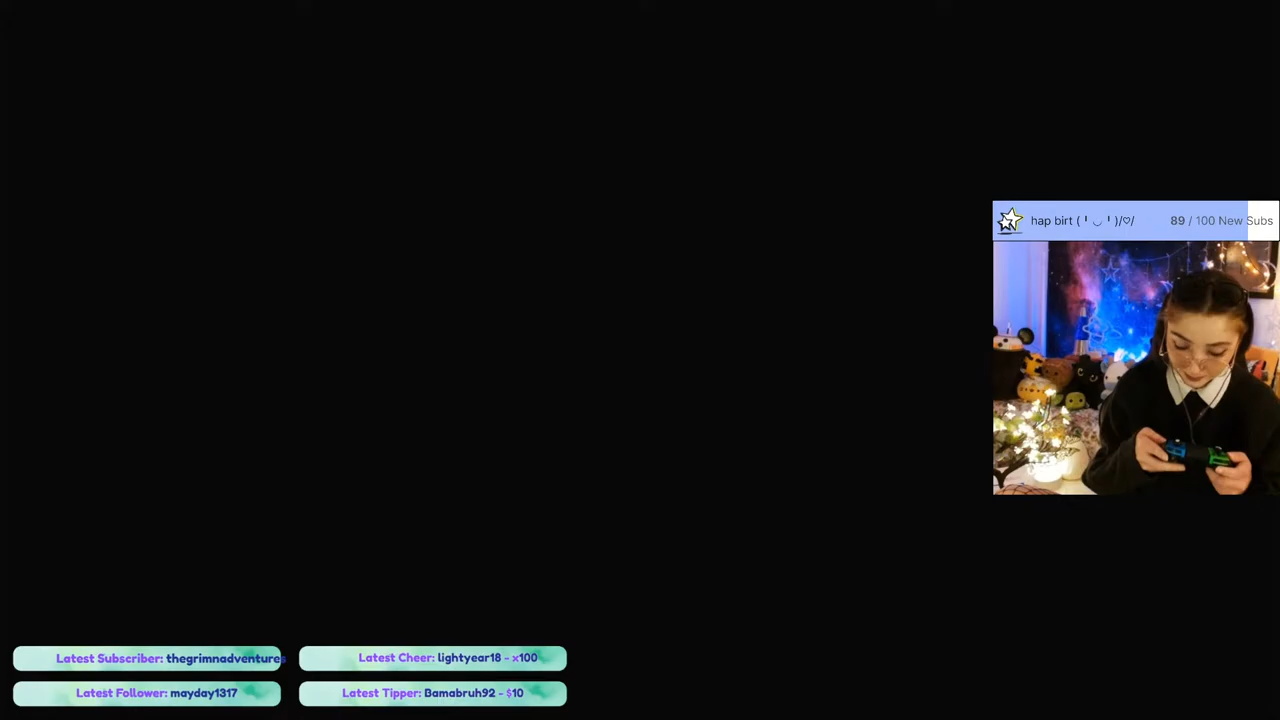 hap birt ( ╹ ◡ ╹ )/♡/ 89 / 100 New Subs
Latest Subscriber: thegrimnadventures
Latest Cheer: lightyear18 - x100
Latest Follower: mayday1317
Latest Tipper: Bamabruh92 - $10